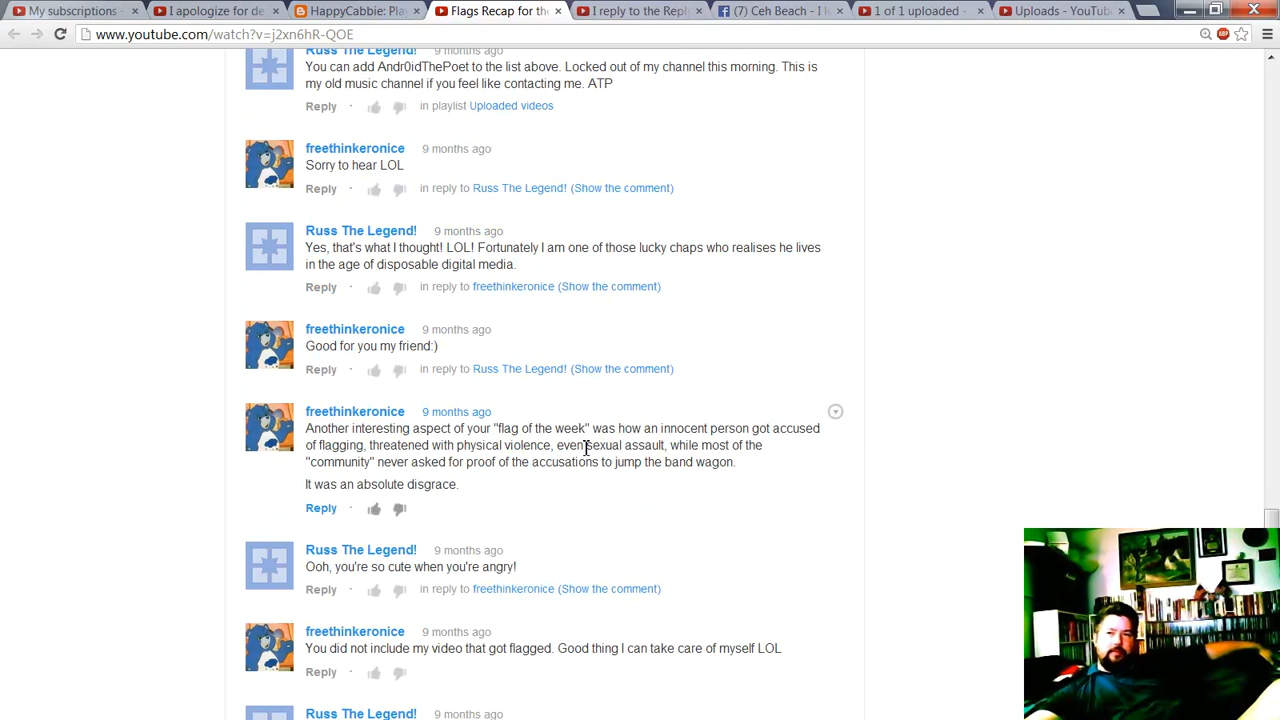 My subscriptions -
I apologize for de
HappyCabbie: Pla
Flags Recap for the
I reply to the Reply
(7) Ceh Beach - I
1 of 1 uploaded -
Uploads - YouTub
www.youtube.com/watch?v=j2xn6hR-QOE
Russ The Legend! 9 months ago
You can add Andr0idThePoet to the list above. Locked out of my channel this morning. This is
my old music channel if you feel like contacting me. ATP
Reply · in playlist Uploaded videos
freethinkeronice 9 months ago
Sorry to hear LOL
Reply · in reply to Russ The Legend! (Show the comment)
Russ The Legend! 9 months ago
Yes, that's what I thought! LOL! Fortunately I am one of those lucky chaps who realises he lives
in the age of disposable digital media.
Reply · in reply to freethinkeronice (Show the comment)
freethinkeronice 9 months ago
Good for you my friend:)
Reply · in reply to Russ The Legend! (Show the comment)
freethinkeronice 9 months ago
Another interesting aspect of your "flag of the week" was how an innocent person got accused
of flagging, threatened with physical violence, even sexual assault, while most of the
"community" never asked for proof of the accusations to jump the band wagon.
It was an absolute disgrace.
Reply ·
Russ The Legend! 9 months ago
Ooh, you're so cute when you're angry!
Reply · in reply to freethinkeronice (Show the comment)
freethinkeronice 9 months ago
You did not include my video that got flagged. Good thing I can take care of myself LOL
Reply ·
Russ The Legend! 9 months ago